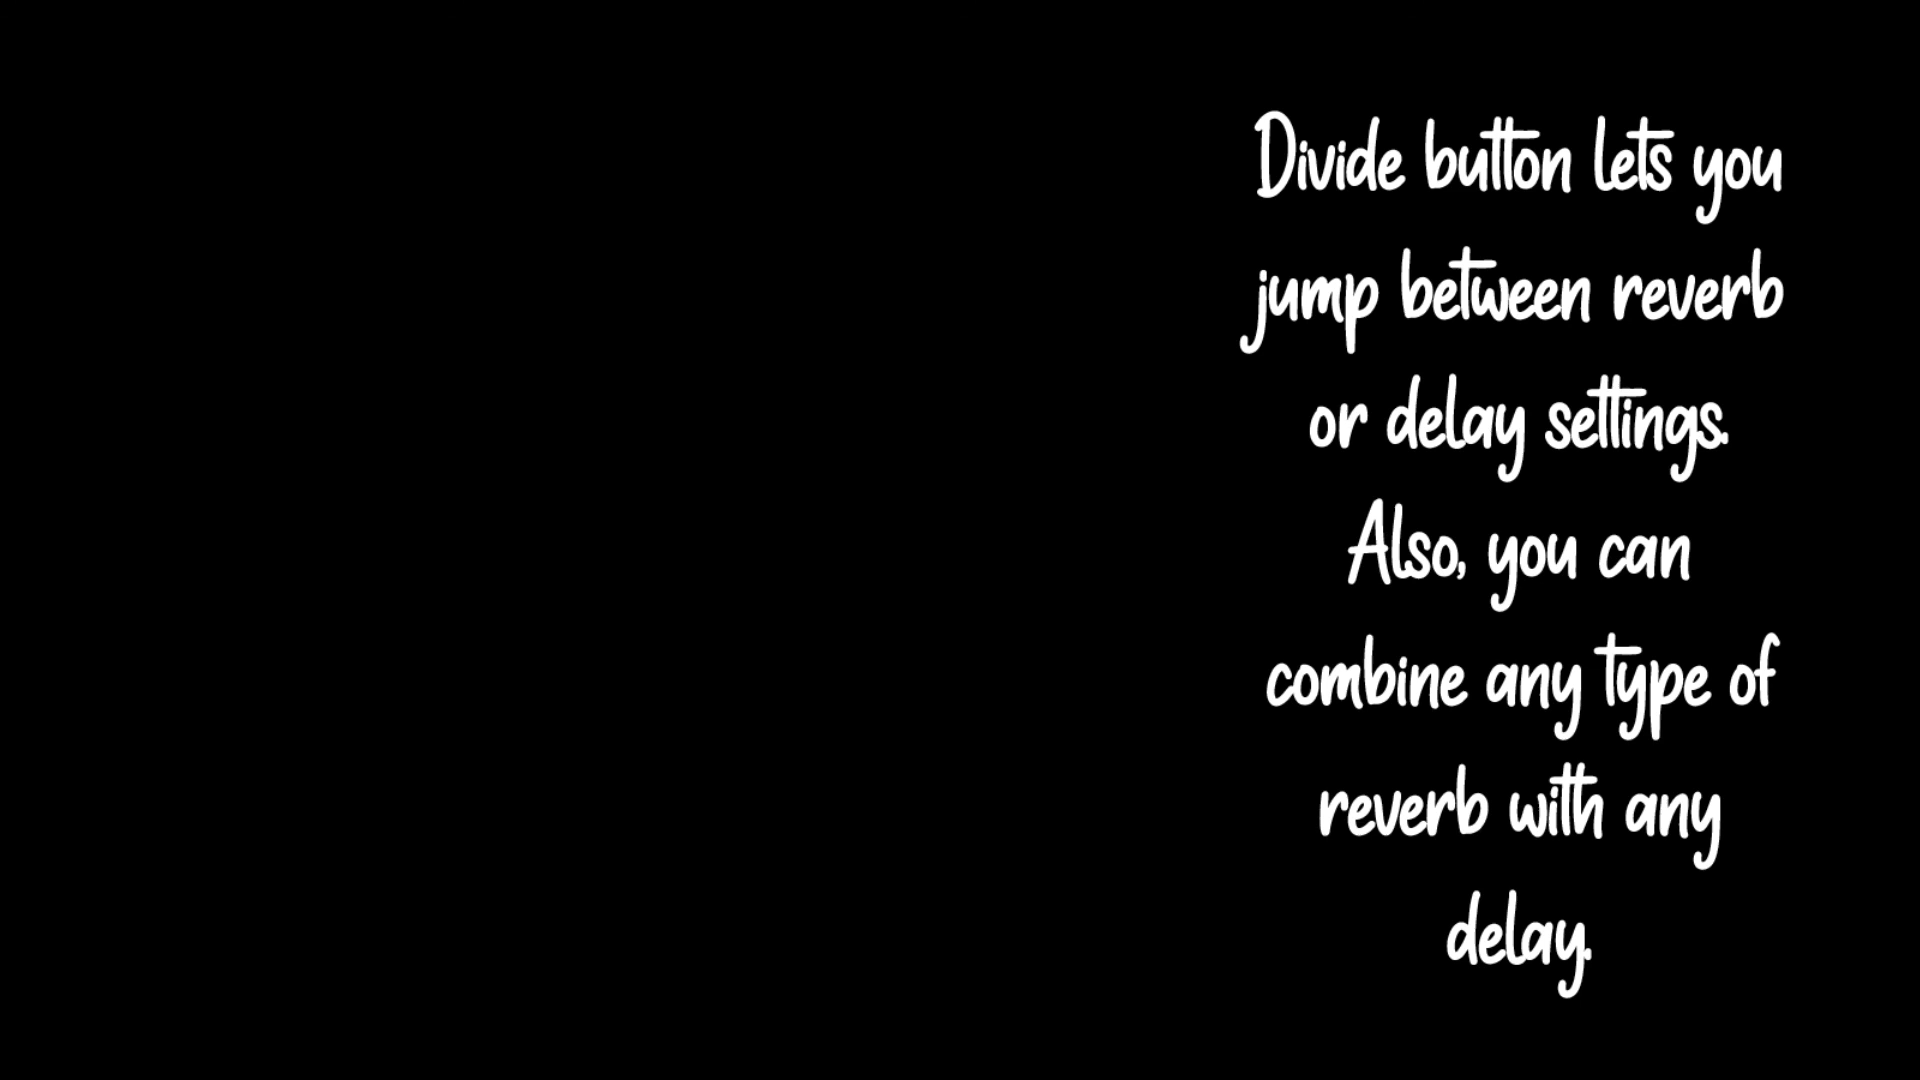 Divide button lets you
jump between reverb
or delay settings.
Also, you can
combine any type of
reverb with any
delay.